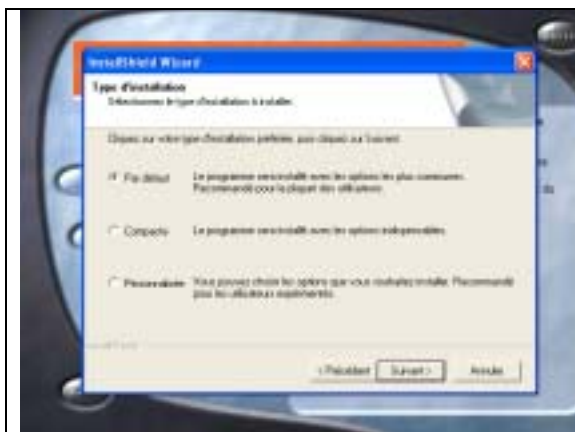 InstallShield Wizard
Type d'installation
Sélectionnez le type d'installation à installer.
Cliquez sur votre type d'installation préférée, puis cliquez sur Suivant.
Par défaut
Le programme sera installé avec les options les plus communes.
Recommandé pour la plupart des utilisateurs.
Compacte
Le programme sera installé avec les options indispensables.
Personnalisée
Vous pouvez choisir les options que vous souhaitez installer. Recommandé
pour les utilisateurs expérimentés.
< Précédent
Suivant >
Annuler